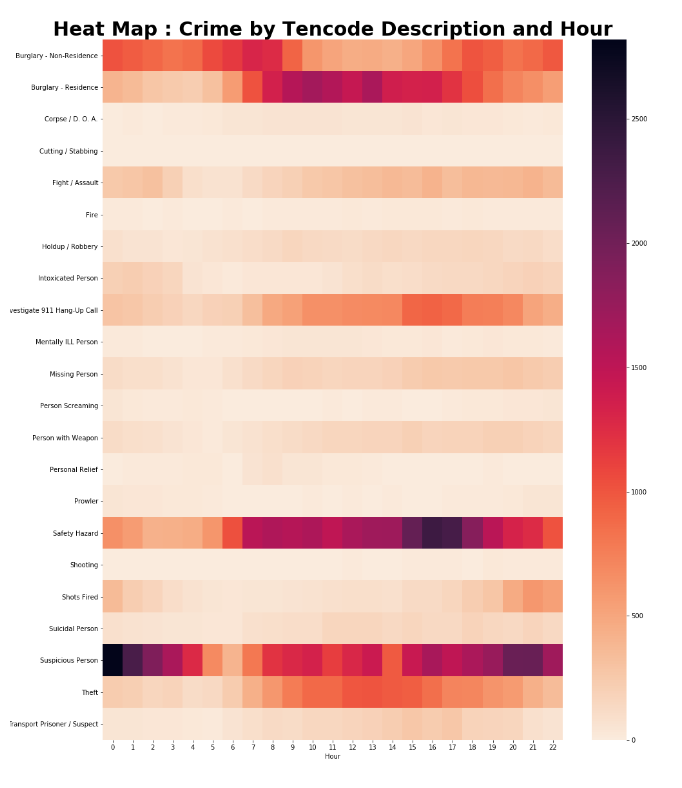 Heat Map : Crime by Tencode Description and Hour
Burglary - Non-Residence
Burglary - Residence
Corpse / D. O. A.
Cutting / Stabbing
Fight / Assault
Fire
Holdup / Robbery
Intoxicated Person
vestigate 911 Hang-Up Call
Mentally ILL Person
Missing Person
Person Screaming
Person with Weapon
Personal Relief
Prowler
Safety Hazard
Shooting
Shots Fired
Suicidal Person
Suspicious Person
Theft
Transport Prisoner / Suspect
0 1 2 3 4 5 6 7 8 9 10 11 12 13 14 15 16 17 18 19 20 21 22
Hour
2500
2000
1500
1000
500
0